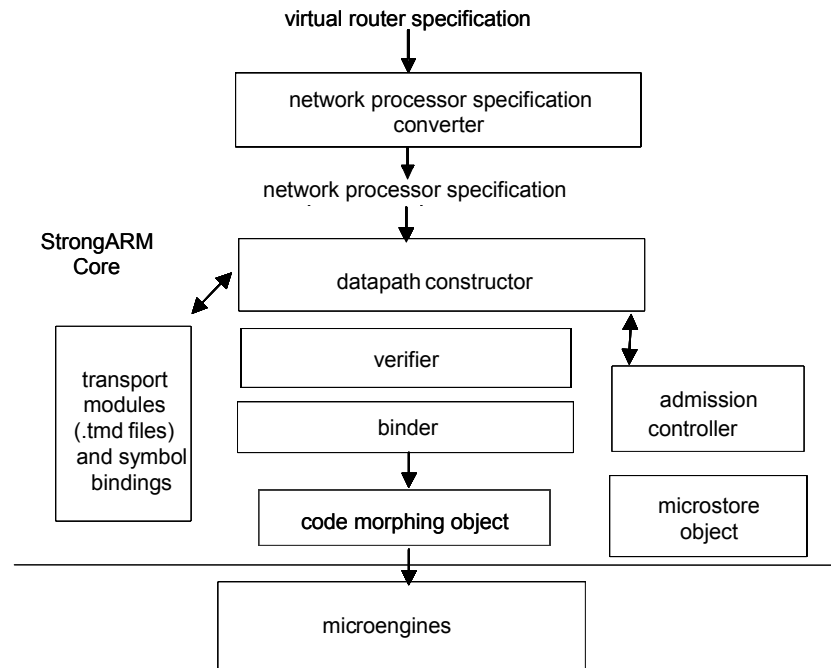 virtual router specification
network processor specification
converter
network processor specification
StrongARM
Core
datapath constructor
verifier
transport
modules
(.tmd files)
and symbol
bindings
admission
controller
binder
code morphing object
microstore
object
microengines